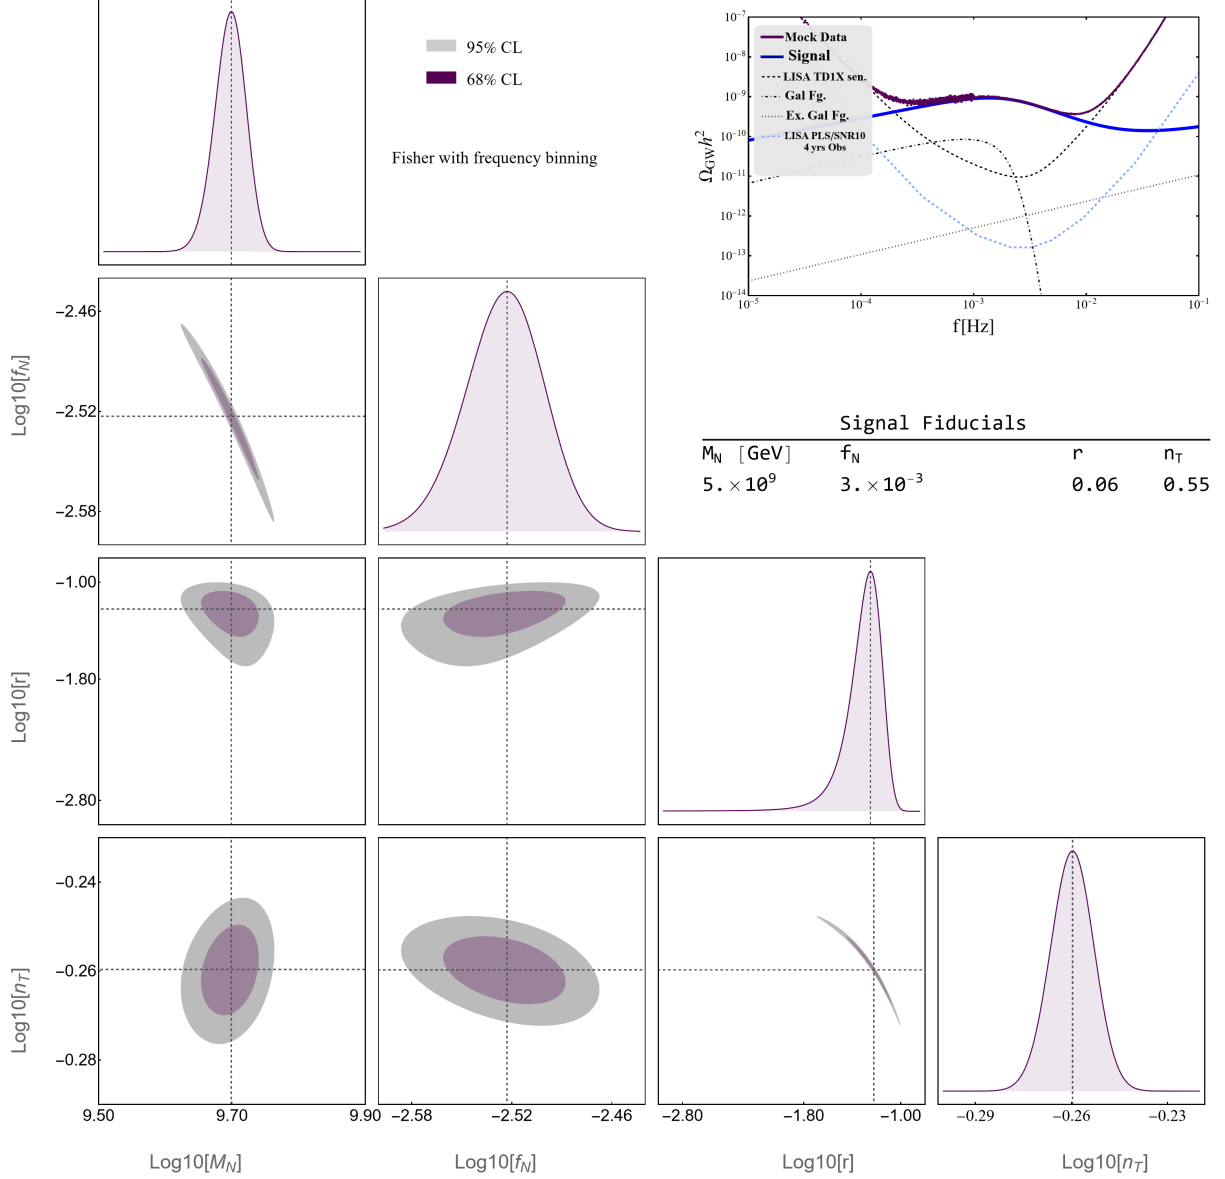 95% CL
68% CL
Fisher with frequency binning
10⁻⁷
10⁻⁸
10⁻⁹
10⁻¹⁰
10⁻¹¹
10⁻¹²
10⁻¹³
10⁻¹⁴
Ω_GW h²
Mock Data
Signal
LISA TD1X sen.
Gal Fg.
Ex. Gal Fg.
LISA PLS/SNR10
4 yrs Obs
10⁻⁵ 10⁻⁴ 10⁻³ 10⁻² 10⁻¹
f[Hz]
Signal Fiducials
M_N [GeV] f_N r n_T
5.×10⁹ 3.×10⁻³ 0.06 0.55
−2.46
−2.52
−2.58
Log10[f_N]
−1.00
−1.80
−2.80
Log10[r]
−0.24
−0.26
−0.28
Log10[n_T]
9.50 9.70 9.90
−2.58 −2.52 −2.46
−2.80 −1.80 −1.00
−0.29 −0.26 −0.23
Log10[M_N]
Log10[f_N]
Log10[r]
Log10[n_T]